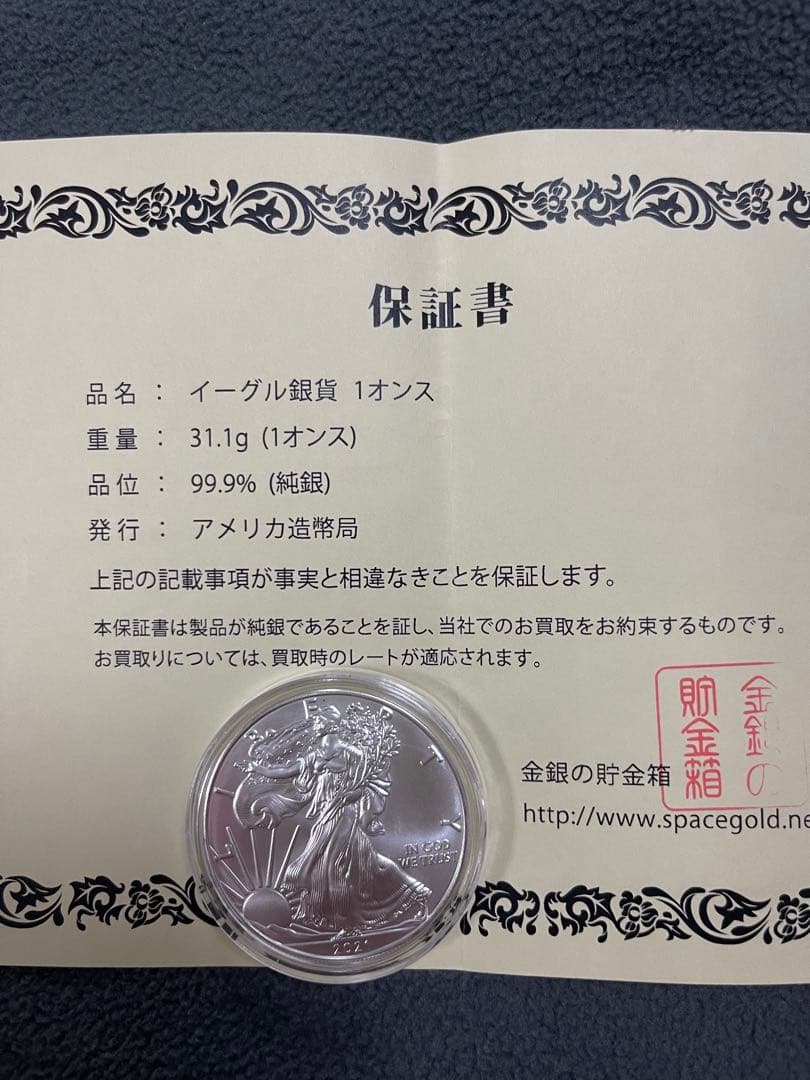 保証書
品名 ： イーグル銀貨 1オンス
重量 ： 31.1g (1オンス)
品位 ： 99.9% (純銀)
発行 ： アメリカ造幣局
上記の記載事項が事実と相違なきことを保証します。
本保証書は製品が純銀であることを証し、当社でのお買取をお約束するものです。
お買取りについては、買取時のレートが適応されます。
金銀の貯金箱
金銀の
貯金箱
http://www.spacegold.ne
LIBERTY
IN GOD
WE TRUST
2021